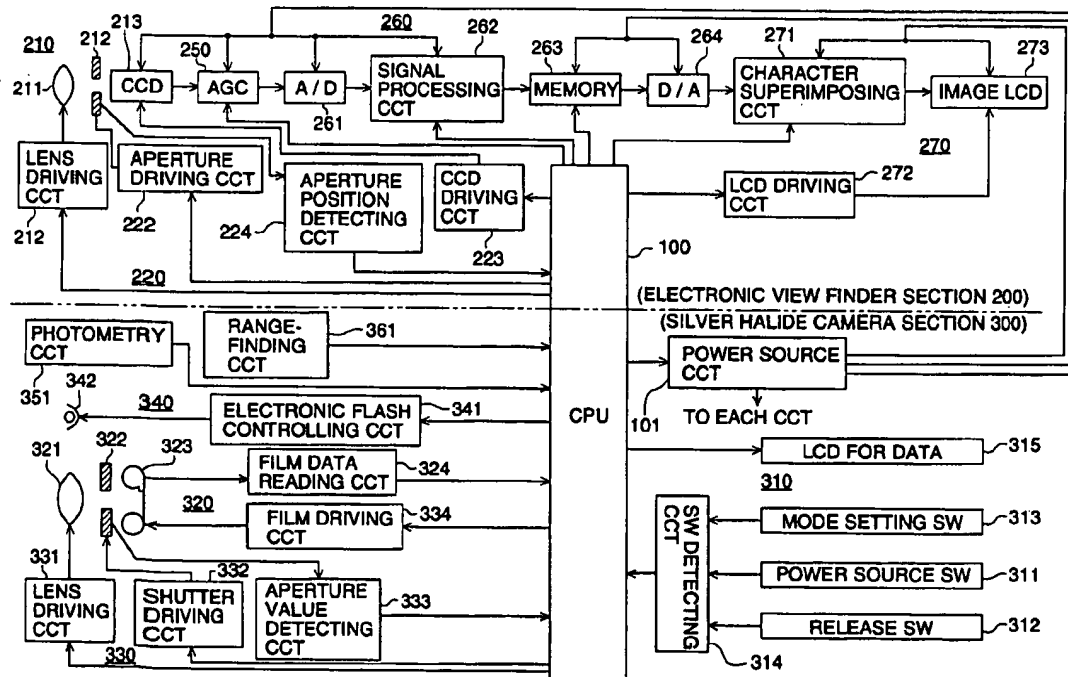 210
212
213
250
260
262
263
264
271
273
211
CCD
AGC
A / D
261
SIGNAL
PROCESSING
CCT
MEMORY
D / A
CHARACTER
SUPERIMPOSING
CCT
IMAGE LCD
270
LENS
DRIVING
CCT
212
APERTURE
DRIVING CCT
222
APERTURE
POSITION
DETECTING
CCT
224
CCD
DRIVING
CCT
223
LCD DRIVING
CCT
272
100
220
(ELECTRONIC VIEW FINDER SECTION 200)
(SILVER HALIDE CAMERA SECTION 300)
PHOTOMETRY
CCT
351
RANGE-
FINDING
CCT
361
POWER SOURCE
CCT
101
TO EACH CCT
CPU
342
340
ELECTRONIC FLASH
CONTROLLING CCT
341
321
322
323
FILM DATA
READING CCT
324
320
FILM DRIVING
CCT
334
LCD FOR DATA
315
310
SW DETECTING
CCT
314
MODE SETTING SW
313
POWER SOURCE SW
311
RELEASE SW
312
331
LENS
DRIVING
CCT
332
SHUTTER
DRIVING
CCT
APERTURE
VALUE
DETECTING
CCT
333
330